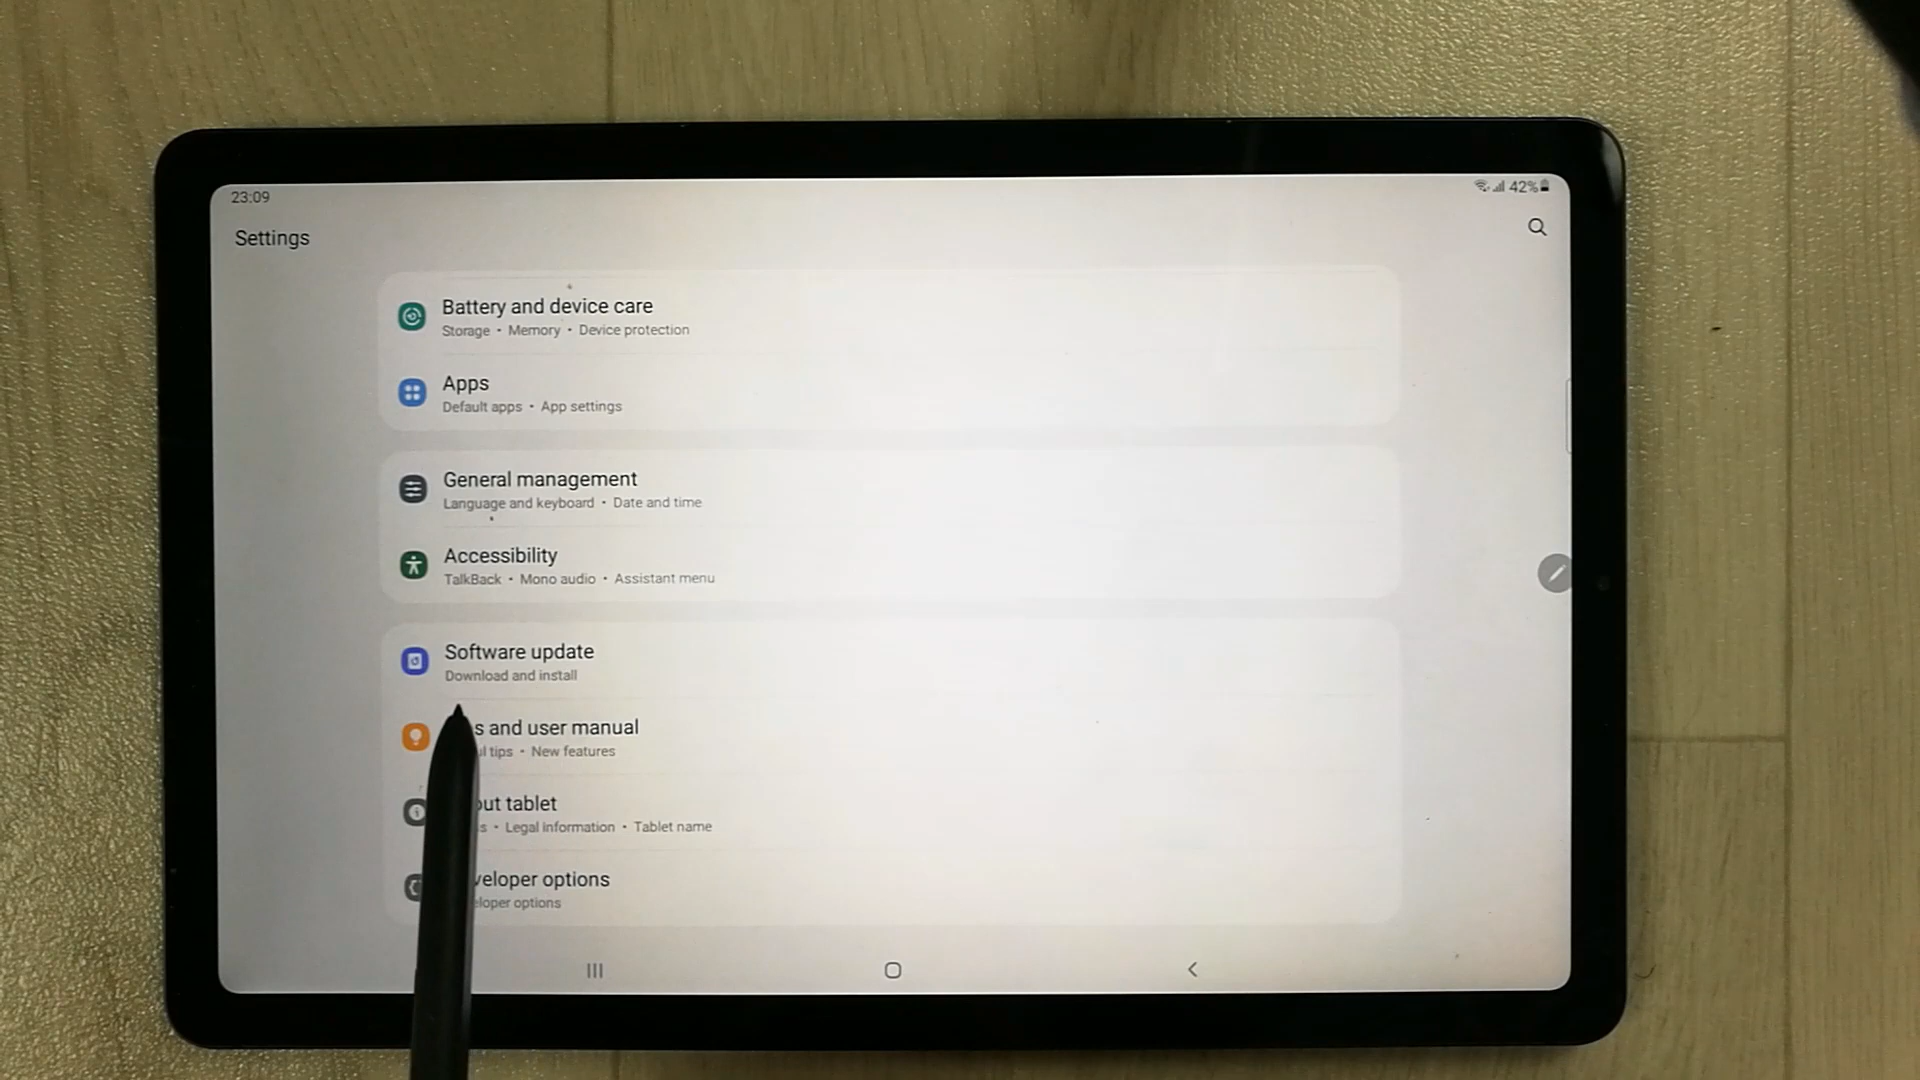 23:09
42%
Settings
Battery and device care
Storage • Memory • Device protection
Apps
Default apps • App settings
General management
Language and keyboard • Date and time
Accessibility
TalkBack • Mono audio • Assistant menu
Software update
Download and install
s and user manual
tips • New features
out tablet
s • Legal information • Tablet name
veloper options
eloper options